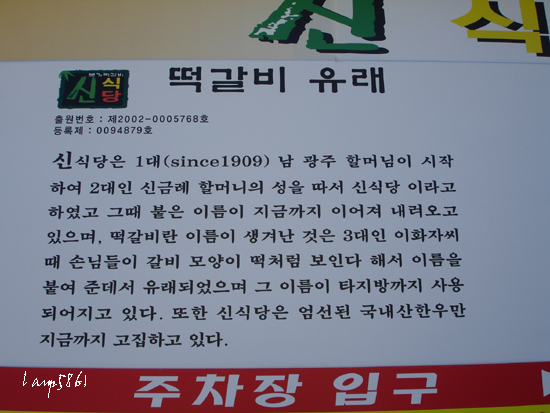 신 식
떡갈비 유래
신식당
출원번호 : 제2002-0005768호
등록제 : 0094879호
신식당은 1대(since1909) 남 광주 할머님이 시작
하여 2대인 신금례 할머니의 성을 따서 신식당 이라고
하였고 그때 붙은 이름이 지금까지 이어져 내려오고
있으며, 떡갈비란 이름이 생겨난 것은 3대인 이화자씨
때 손님들이 갈비 모양이 떡처럼 보인다 해서 이름을
붙여 준데서 유래되었으며 그 이름이 타지방까지 사용
되어지고 있다. 또한 신식당은 엄선된 국내산한우만
지금까지 고집하고 있다.
lamp5861
주차장 입구